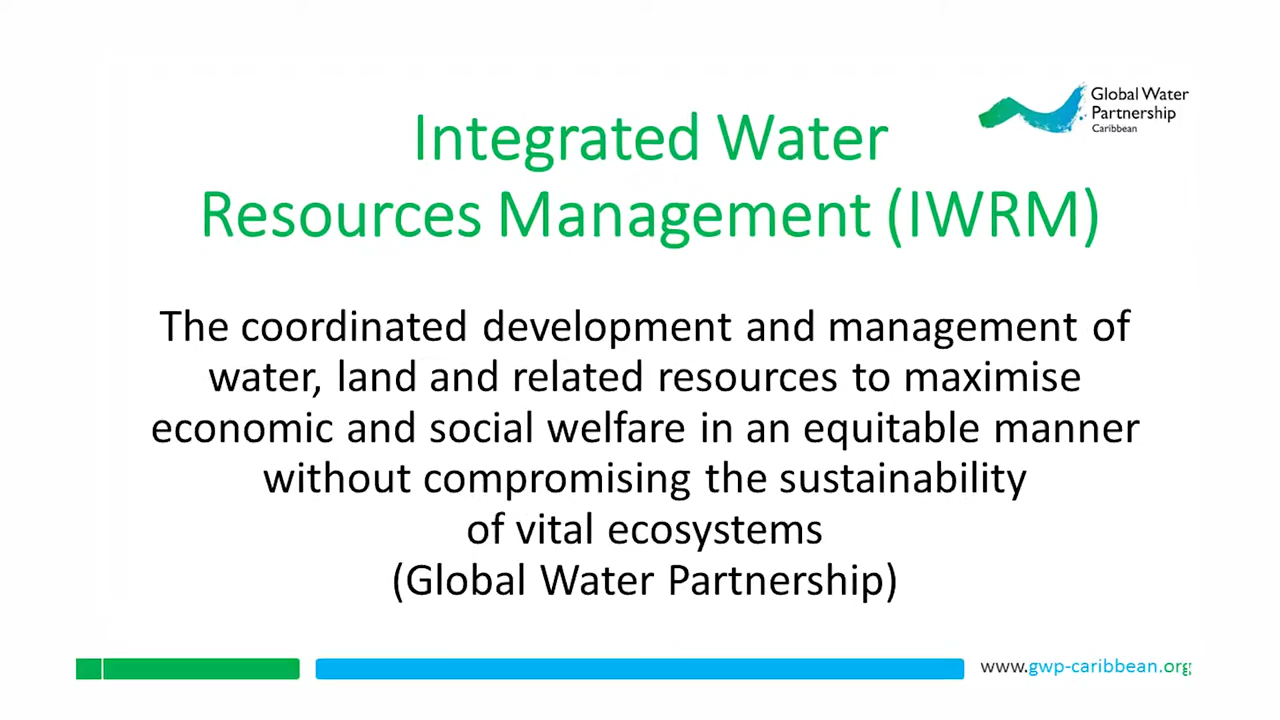 Global Water
Partnership
Caribbean
Integrated Water
Resources Management (IWRM)
The coordinated development and management of
water, land and related resources to maximise
economic and social welfare in an equitable manner
without compromising the sustainability
of vital ecosystems
(Global Water Partnership)
www.gwp-caribbean.org